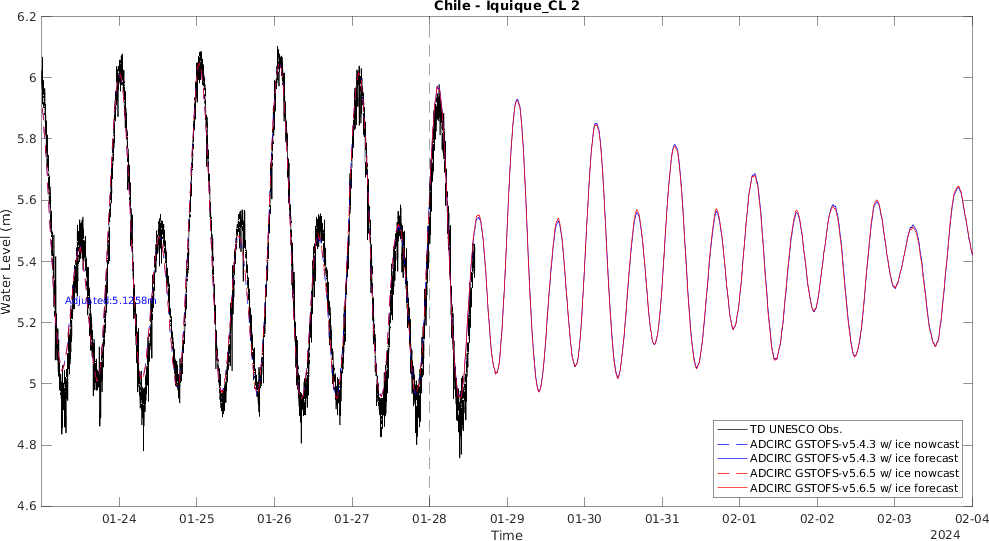 Chile - Iquique_CL 2
6.2
6
5.8
5.6
5.4
5.2
5
4.8
4.6
Water Level (m)
Adjusted:5.1258m
TD UNESCO Obs.
ADCIRC GSTOFS-v5.4.3 w/ ice nowcast
ADCIRC GSTOFS-v5.4.3 w/ ice forecast
ADCIRC GSTOFS-v5.6.5 w/ ice nowcast
ADCIRC GSTOFS-v5.6.5 w/ ice forecast
01-24 01-25 01-26 01-27 01-28 01-29 01-30 01-31 02-01 02-02 02-03 02-04
Time
2024